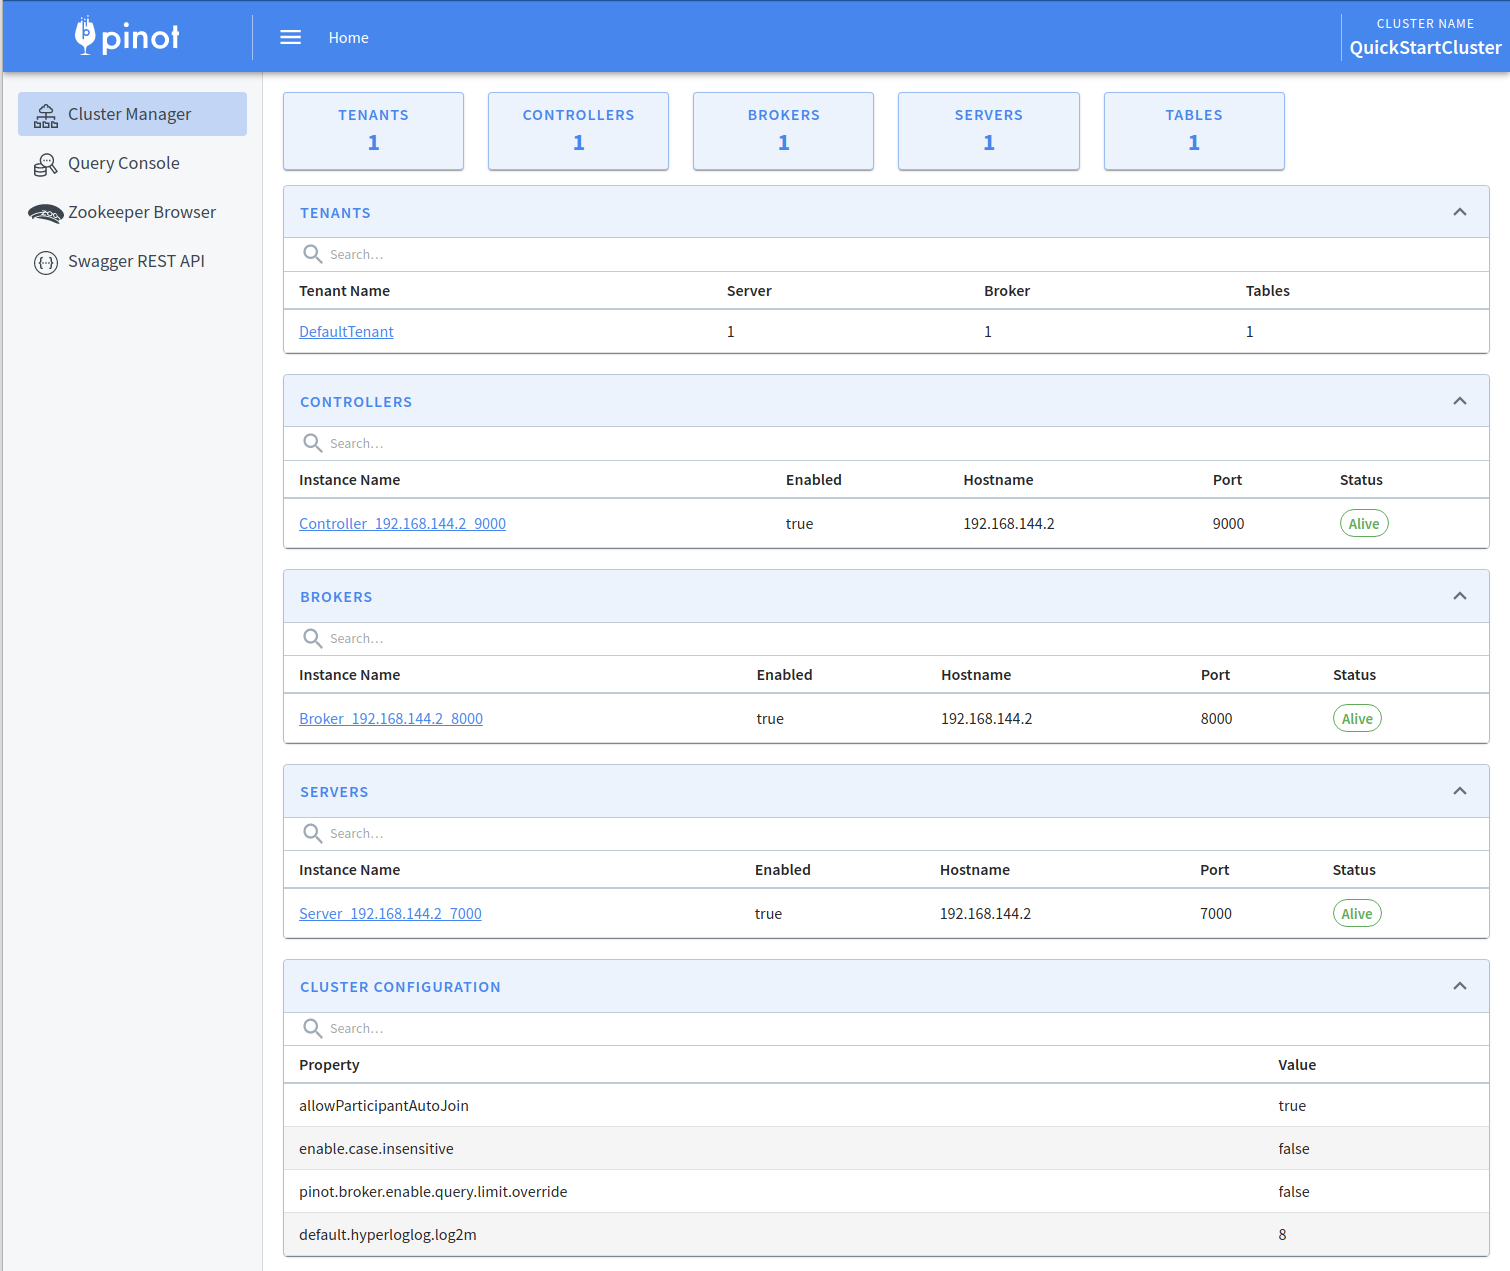 pinot
Home
CLUSTER NAME
QuickStartCluster
Cluster Manager
Query Console
Zookeeper Browser
Swagger REST API
TENANTS CONTROLLERS BROKERS SERVERS TABLES
1 1 1 1 1
TENANTS
Search...
Tenant Name Server Broker Tables
DefaultTenant 1 1 1
CONTROLLERS
Search...
Instance Name Enabled Hostname Port Status
Controller_192.168.144.2_9000 true 192.168.144.2 9000 Alive
BROKERS
Search...
Instance Name Enabled Hostname Port Status
Broker_192.168.144.2_8000 true 192.168.144.2 8000 Alive
SERVERS
Search...
Instance Name Enabled Hostname Port Status
Server_192.168.144.2_7000 true 192.168.144.2 7000 Alive
CLUSTER CONFIGURATION
Search...
Property Value
allowParticipantAutoJoin true
enable.case.insensitive false
pinot.broker.enable.query.limit.override false
default.hyperloglog.log2m 8